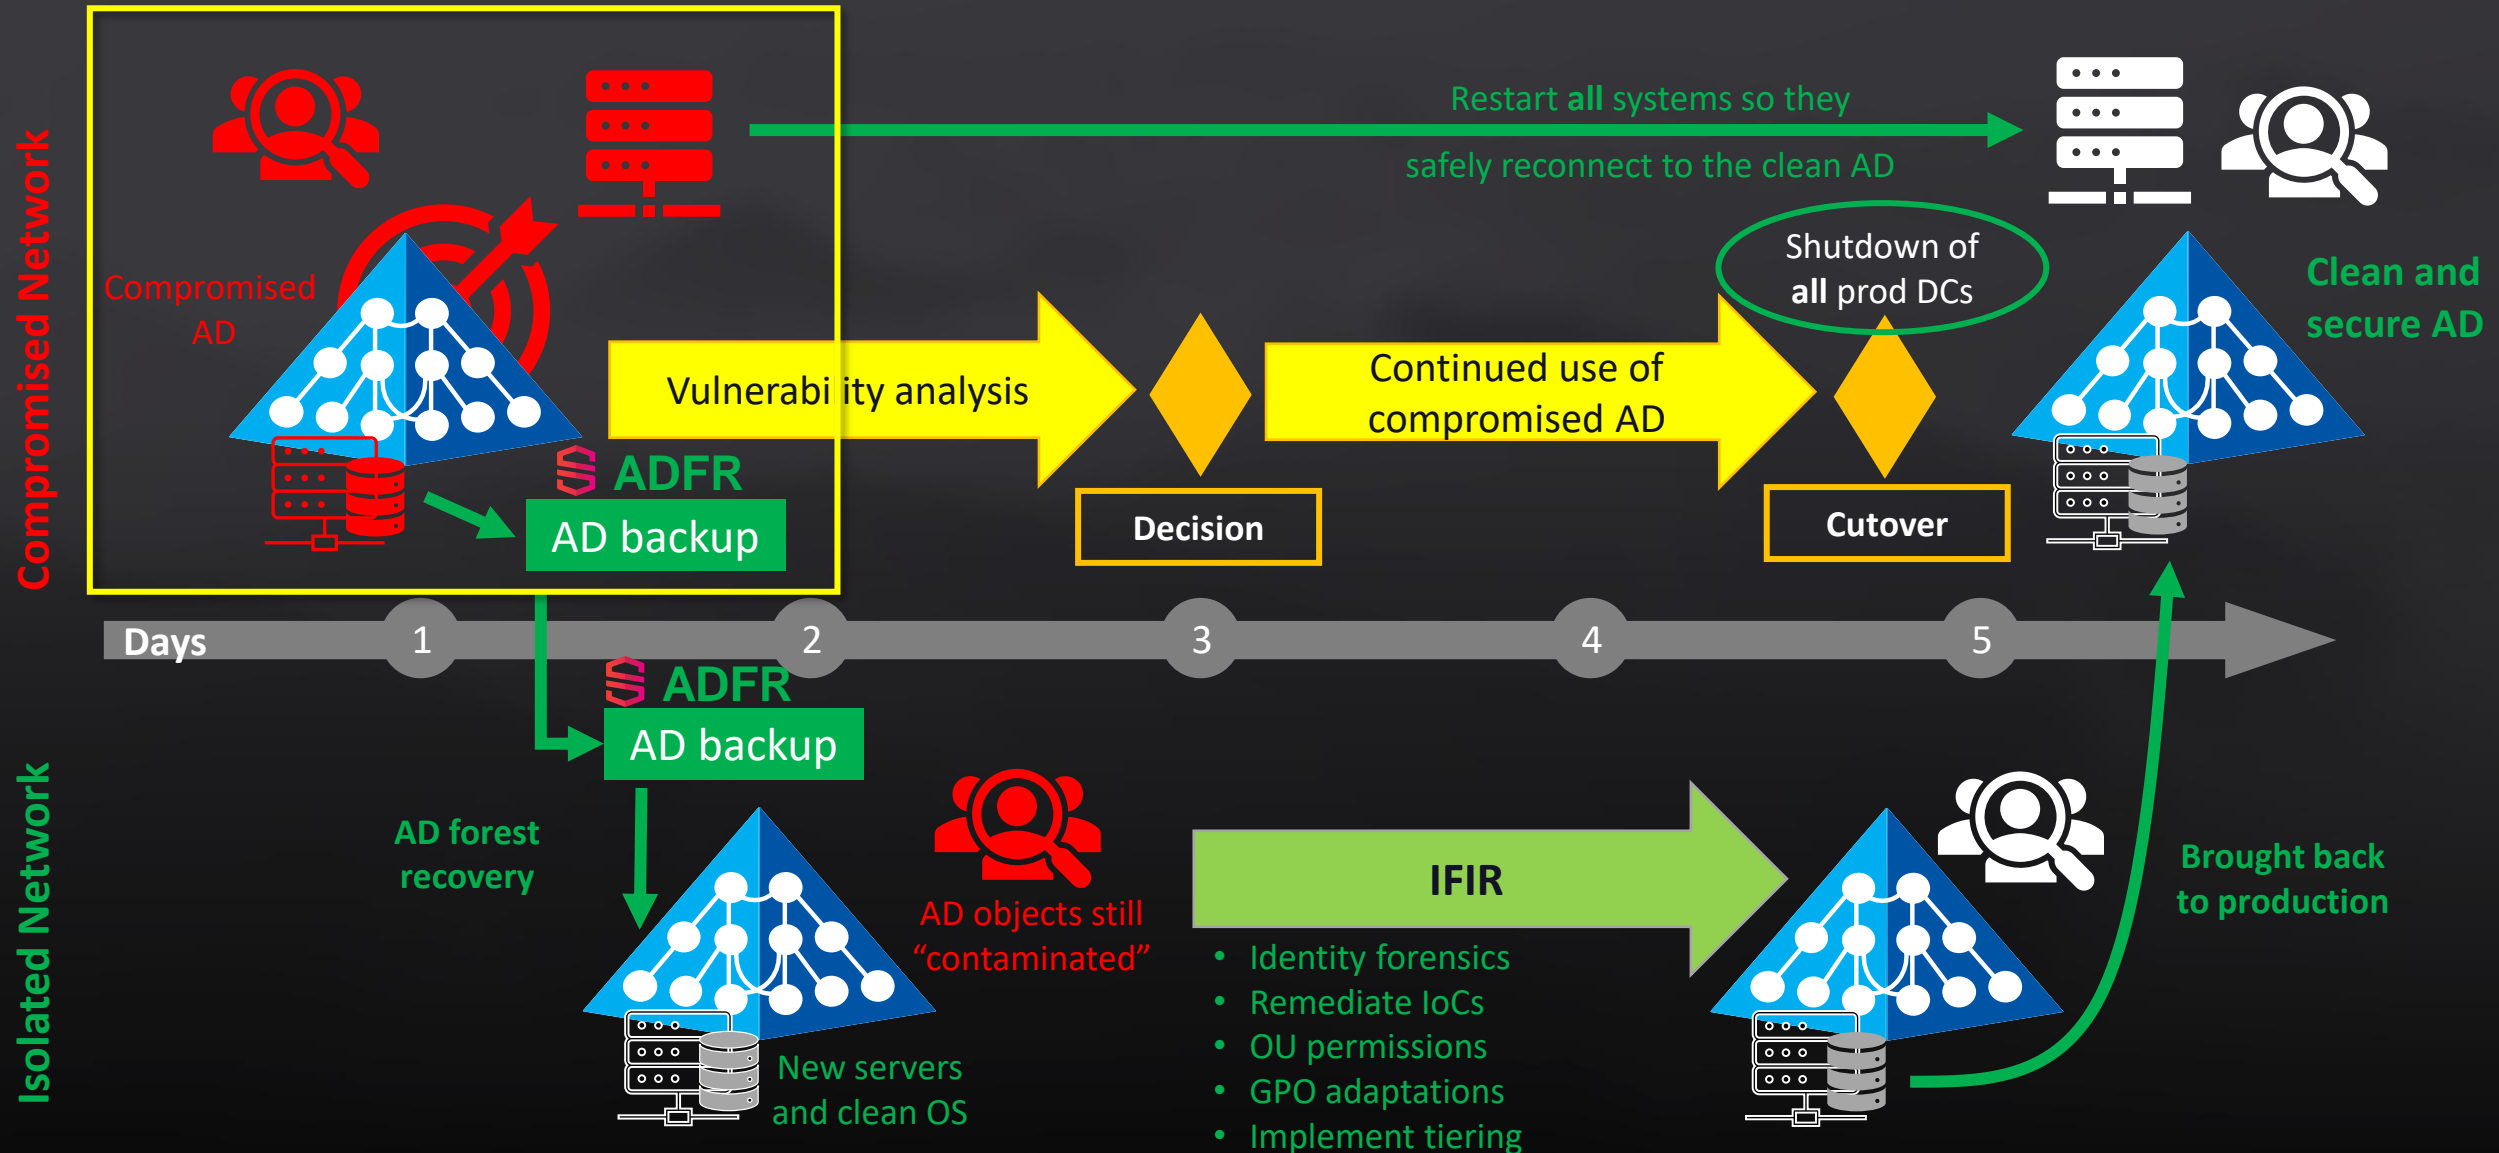 Compromised Network
Compromised
AD
ADFR
AD backup
Vulnerability analysis
Decision
Continued use of
compromised AD
Restart all systems so they
safely reconnect to the clean AD
Shutdown of
all prod DCs
Cutover
Clean and
secure AD
Days
1
2
3
4
5
Isolated Network
ADFR
AD backup
AD forest
recovery
AD objects still
“contaminated”
New servers
and clean OS
IFIR
• Identity forensics
• Remediate IoCs
• OU permissions
• GPO adaptations
• Implement tiering
Brought back
to production